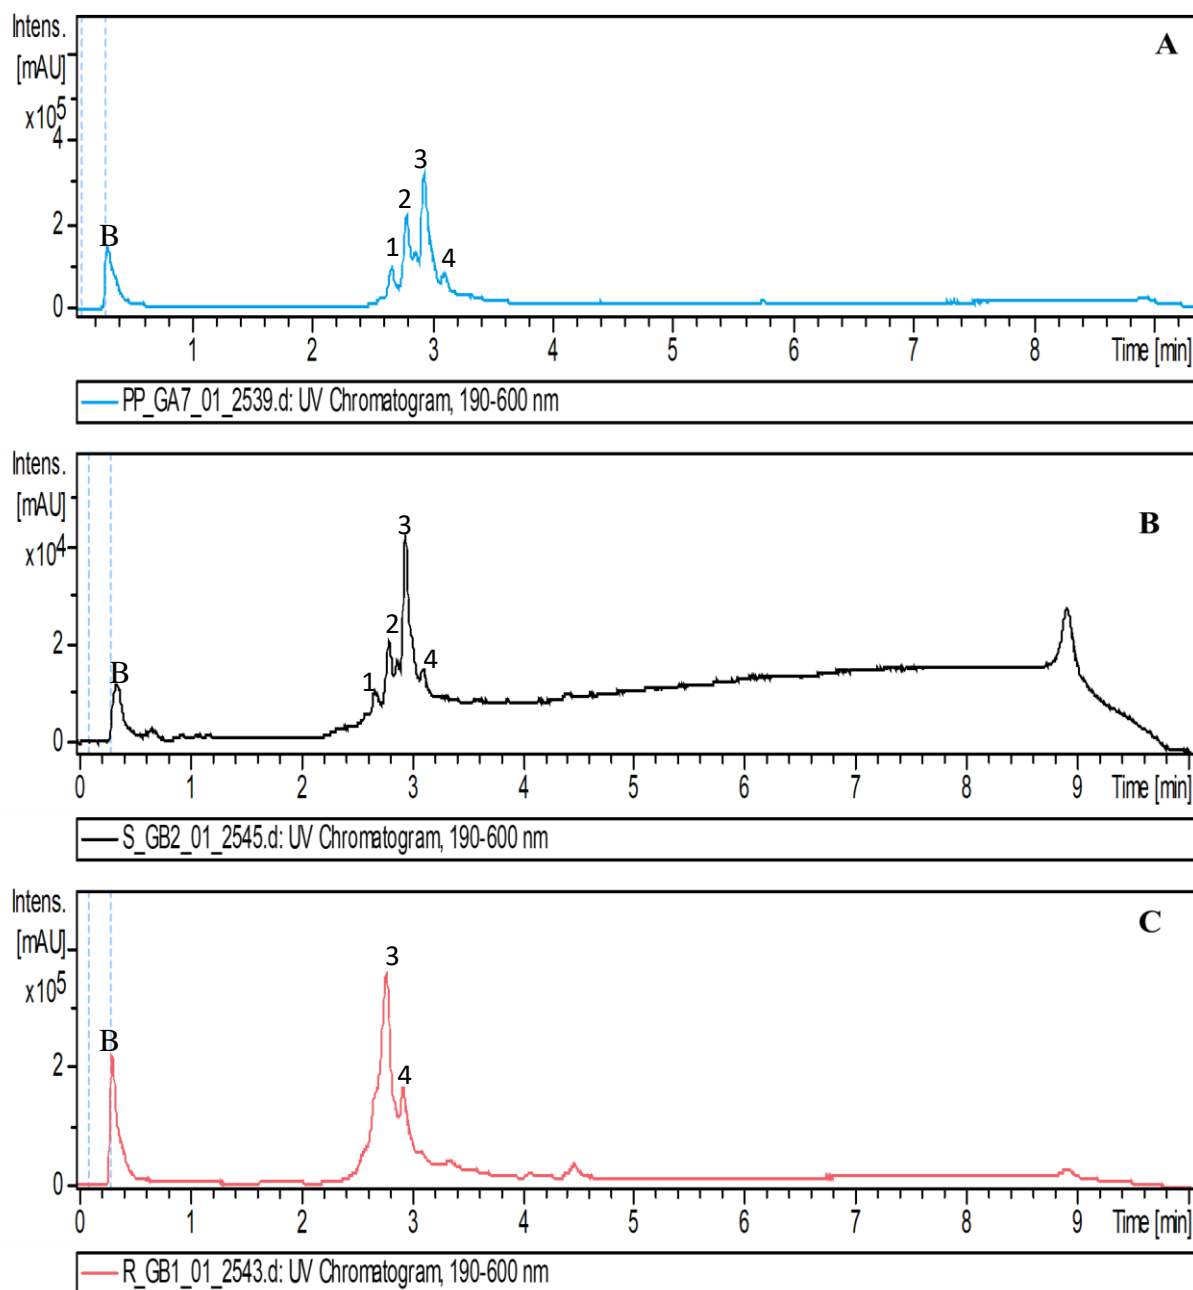 Intens.
[mAU]
x10^5
A
4
3
2
2
B
1
4
0
1 2 3 4 5 6 7 8 Time [min]
PP_GA7_01_2539.d: UV Chromatogram, 190-600 nm
Intens.
[mAU]
x10^4
B
3
2
2
4
B
1
0
0 1 2 3 4 5 6 7 8 9 Time [min]
S_GB2_01_2545.d: UV Chromatogram, 190-600 nm
Intens.
[mAU]
x10^5
C
3
B
2
4
0
0 1 2 3 4 5 6 7 8 9 Time [min]
R_GB1_01_2543.d: UV Chromatogram, 190-600 nm